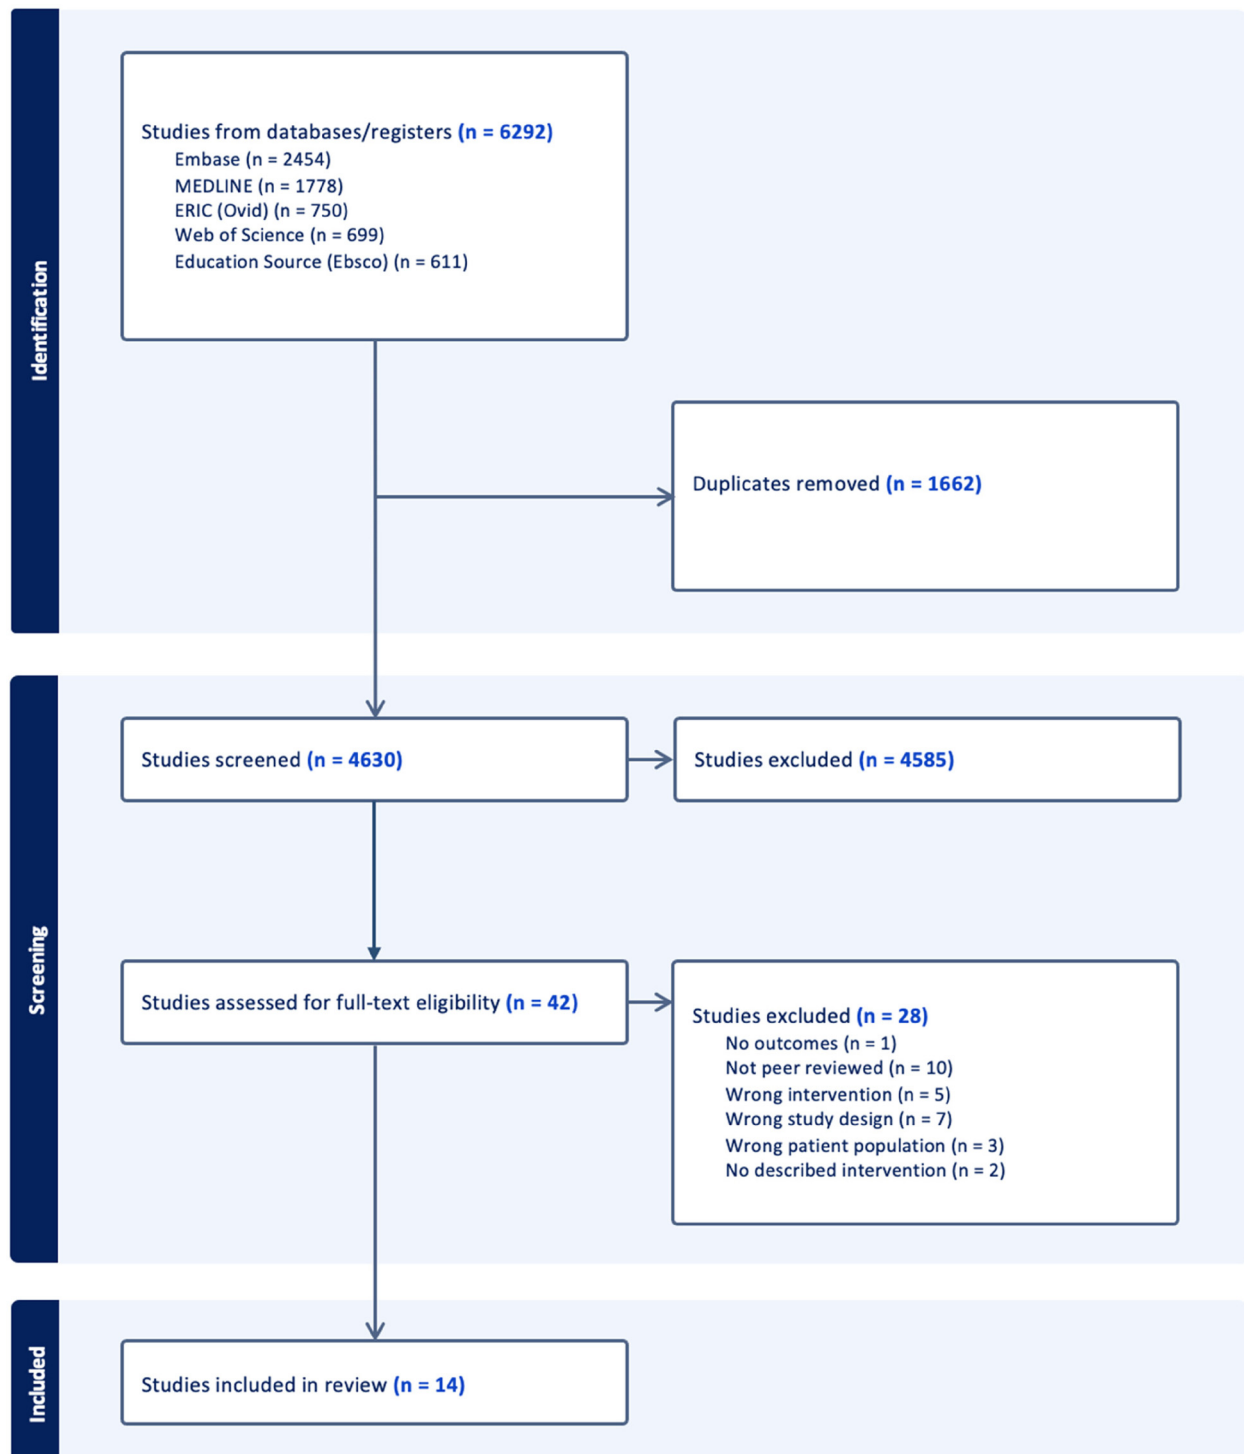 Identification
Studies from databases/registers (n = 6292)
Embase (n = 2454)
MEDLINE (n = 1778)
ERIC (Ovid) (n = 750)
Web of Science (n = 699)
Education Source (Ebsco) (n = 611)
Duplicates removed (n = 1662)
Screening
Studies screened (n = 4630)
Studies excluded (n = 4585)
Studies assessed for full-text eligibility (n = 42)
Studies excluded (n = 28)
No outcomes (n = 1)
Not peer reviewed (n = 10)
Wrong intervention (n = 5)
Wrong study design (n = 7)
Wrong patient population (n = 3)
No described intervention (n = 2)
Included
Studies included in review (n = 14)